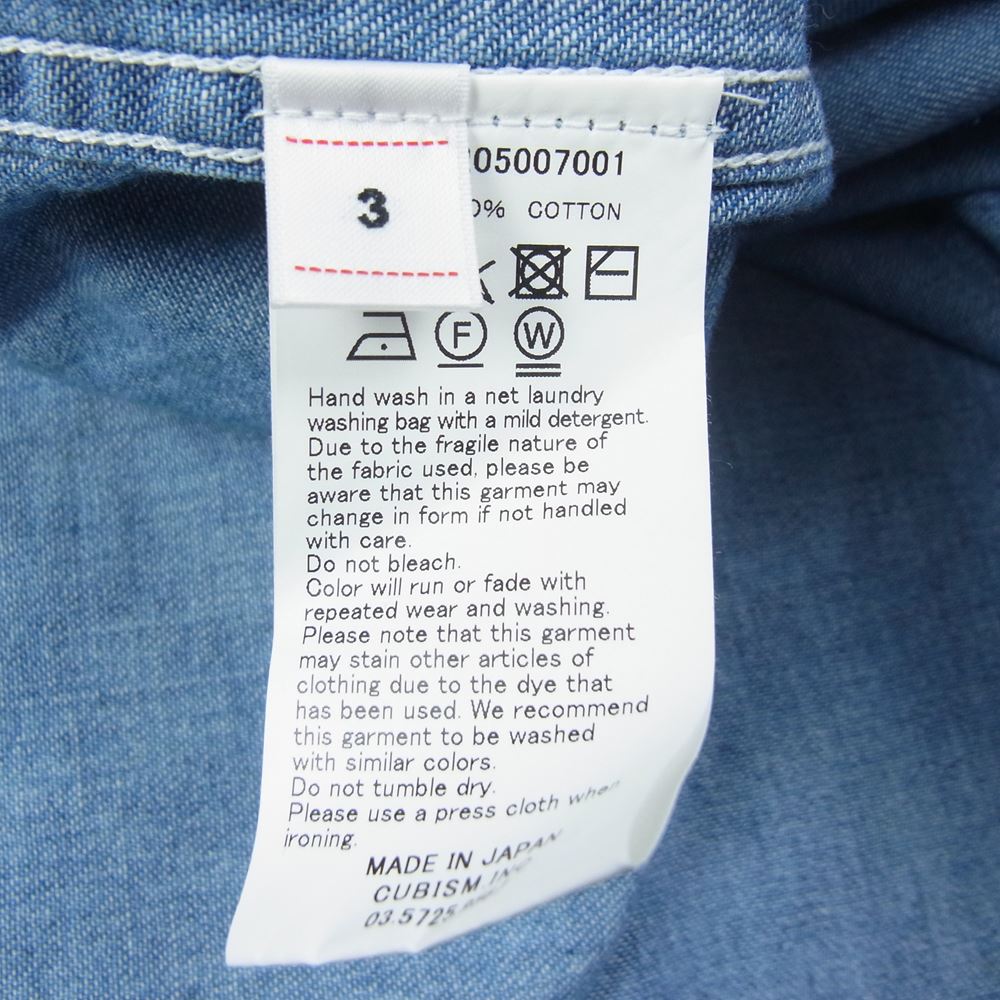 3
05007001
0% COTTON
F W
Hand wash in a net laundry
washing bag with a mild detergent.
Due to the fragile nature of
the fabric used, please be
aware that this garment may
change in form if not handled
with care.
Do not bleach.
Color will run or fade with
repeated wear and washing.
Please note that this garment
may stain other articles of
clothing due to the dye that
has been used. We recommend
this garment to be washed
with similar colors.
Do not tumble dry.
Please use a press cloth when
ironing.
MADE IN JAPAN
CUBISM.INC
03.5725